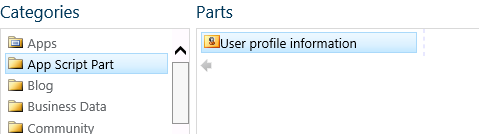 Categories
Parts
Apps
App Script Part
Blog
Business Data
Community
User profile information